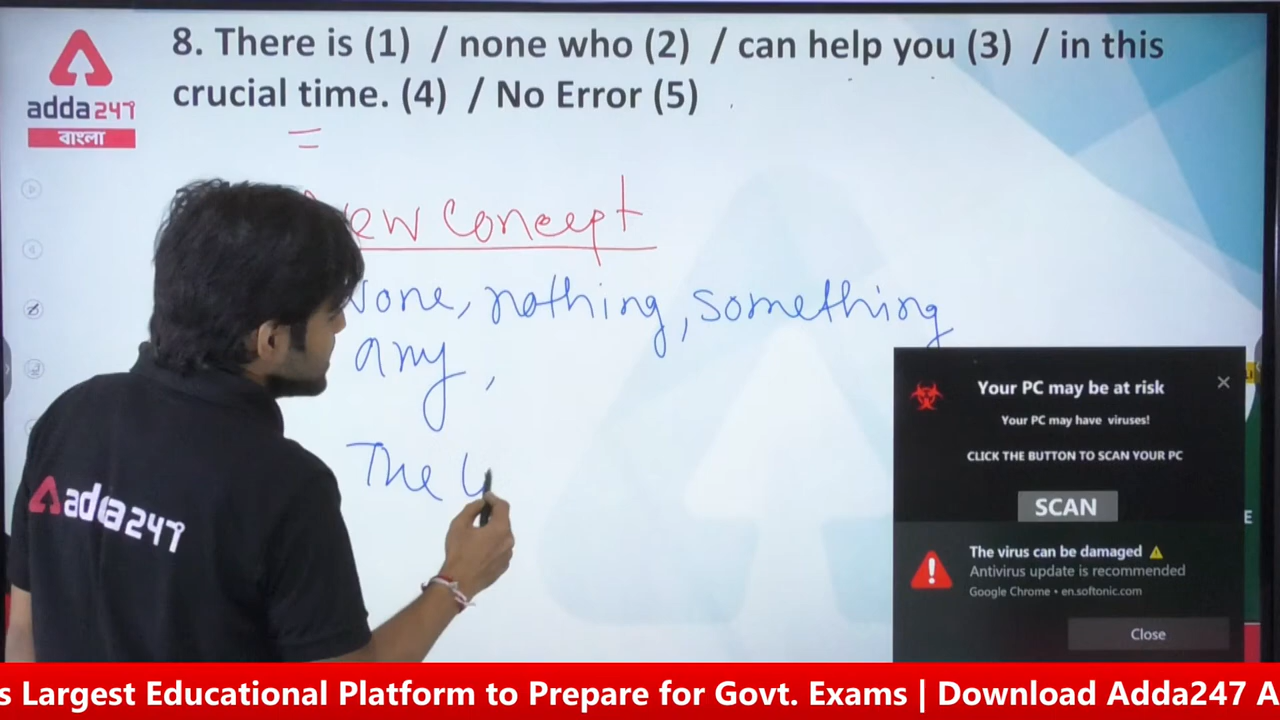 8. There is (1) / none who (2) / can help you (3) / in this
crucial time. (4) / No Error (5)
adda247
বাংলা
New Concept
None, nothing, something
any,
The
adda247
Your PC may be at risk
Your PC may have viruses!
CLICK THE BUTTON TO SCAN YOUR PC
SCAN
The virus can be damaged
Antivirus update is recommended
Google Chrome • en.softonic.com
Close
s Largest Educational Platform to Prepare for Govt. Exams | Download Adda247 A